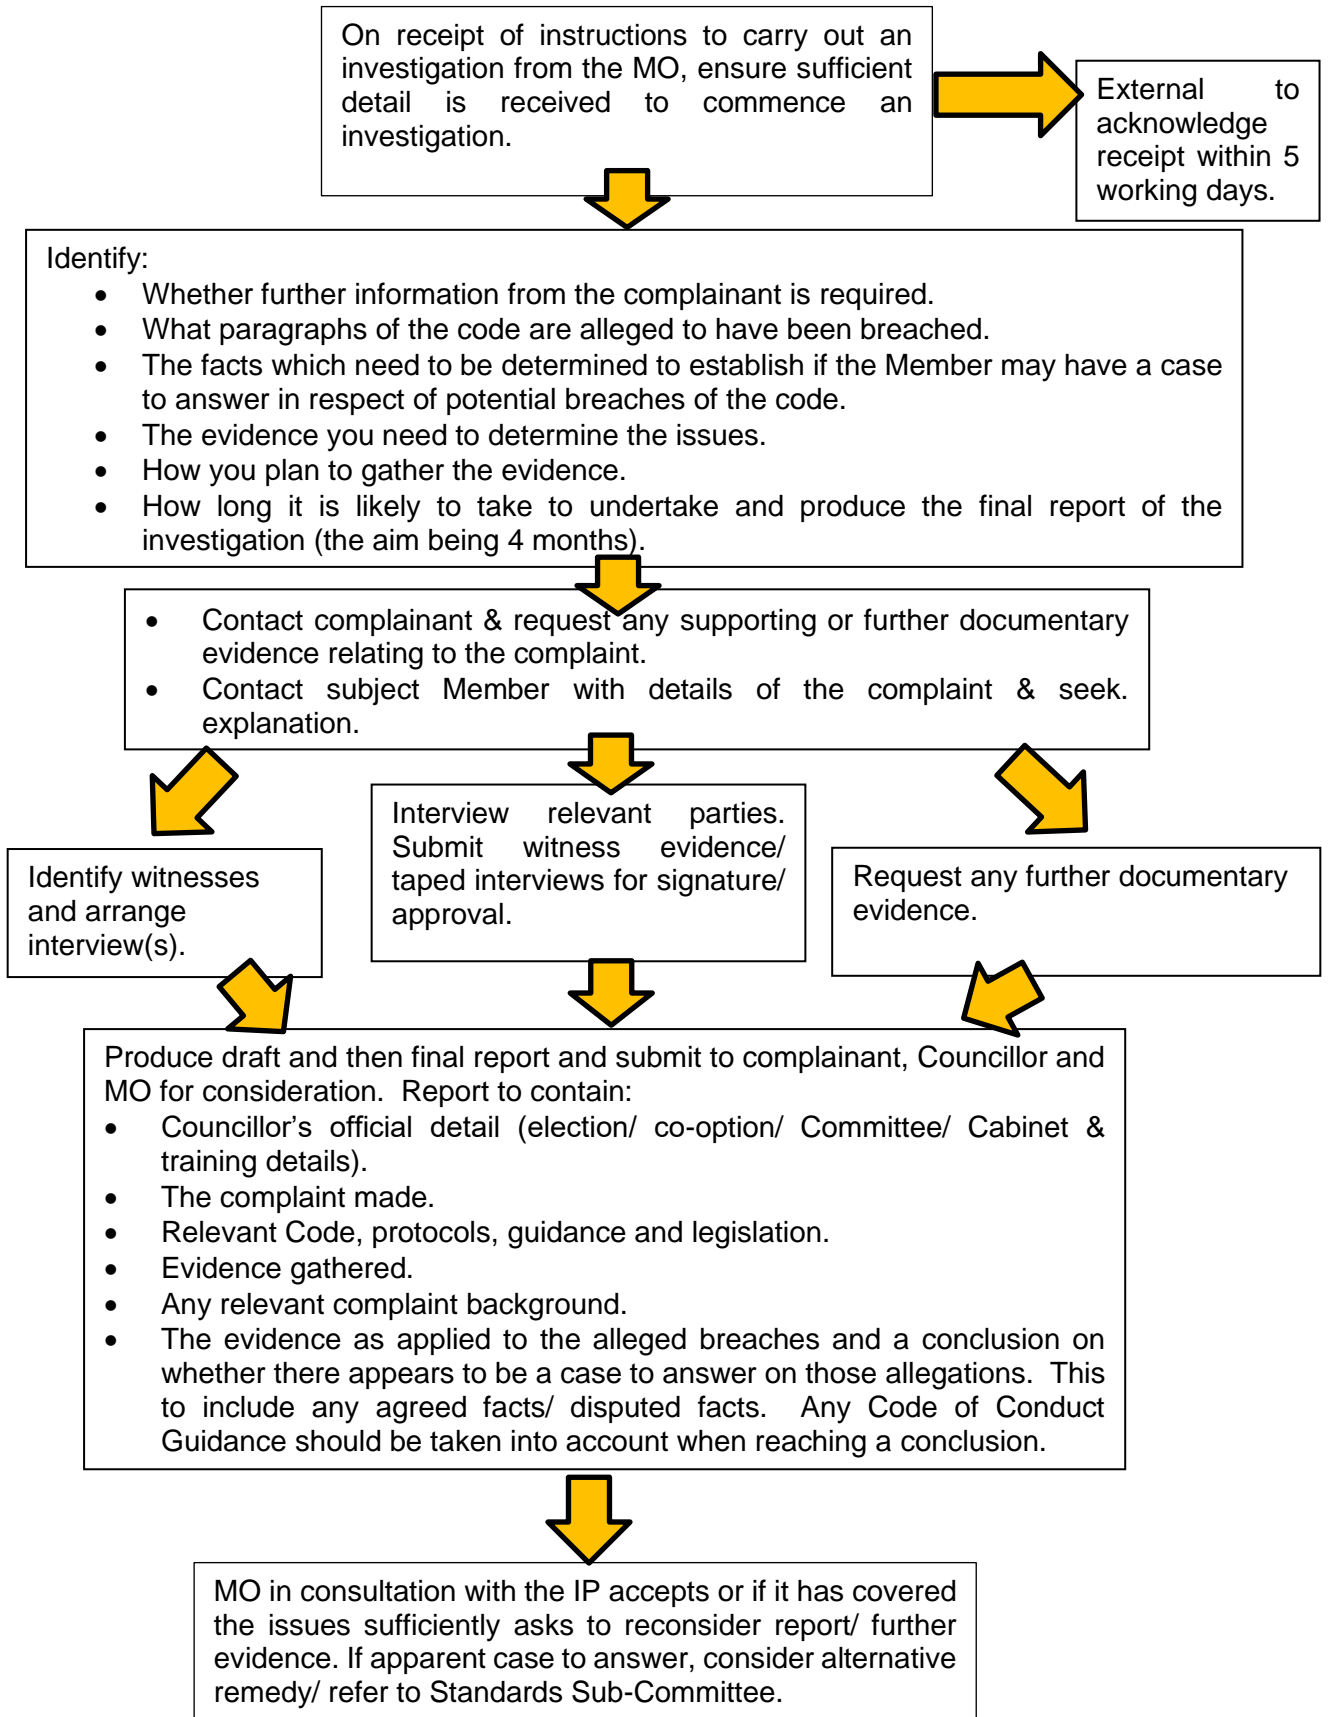 On receipt of instructions to carry out an
investigation from the MO, ensure sufficient
detail is received to commence an
investigation.
External to
acknowledge
receipt within 5
working days.
Identify:
• Whether further information from the complainant is required.
• What paragraphs of the code are alleged to have been breached.
• The facts which need to be determined to establish if the Member may have a case
to answer in respect of potential breaches of the code.
• The evidence you need to determine the issues.
• How you plan to gather the evidence.
• How long it is likely to take to undertake and produce the final report of the
investigation (the aim being 4 months).
• Contact complainant & request any supporting or further documentary
evidence relating to the complaint.
• Contact subject Member with details of the complaint & seek.
explanation.
Identify witnesses
and arrange
interview(s).
Interview relevant parties.
Submit witness evidence/
taped interviews for signature/
approval.
Request any further documentary
evidence.
Produce draft and then final report and submit to complainant, Councillor and
MO for consideration. Report to contain:
• Councillor's official detail (election/ co-option/ Committee/ Cabinet &
training details).
• The complaint made.
• Relevant Code, protocols, guidance and legislation.
• Evidence gathered.
• Any relevant complaint background.
• The evidence as applied to the alleged breaches and a conclusion on
whether there appears to be a case to answer on those allegations. This
to include any agreed facts/ disputed facts. Any Code of Conduct
Guidance should be taken into account when reaching a conclusion.
MO in consultation with the IP accepts or if it has covered
the issues sufficiently asks to reconsider report/ further
evidence. If apparent case to answer, consider alternative
remedy/ refer to Standards Sub-Committee.